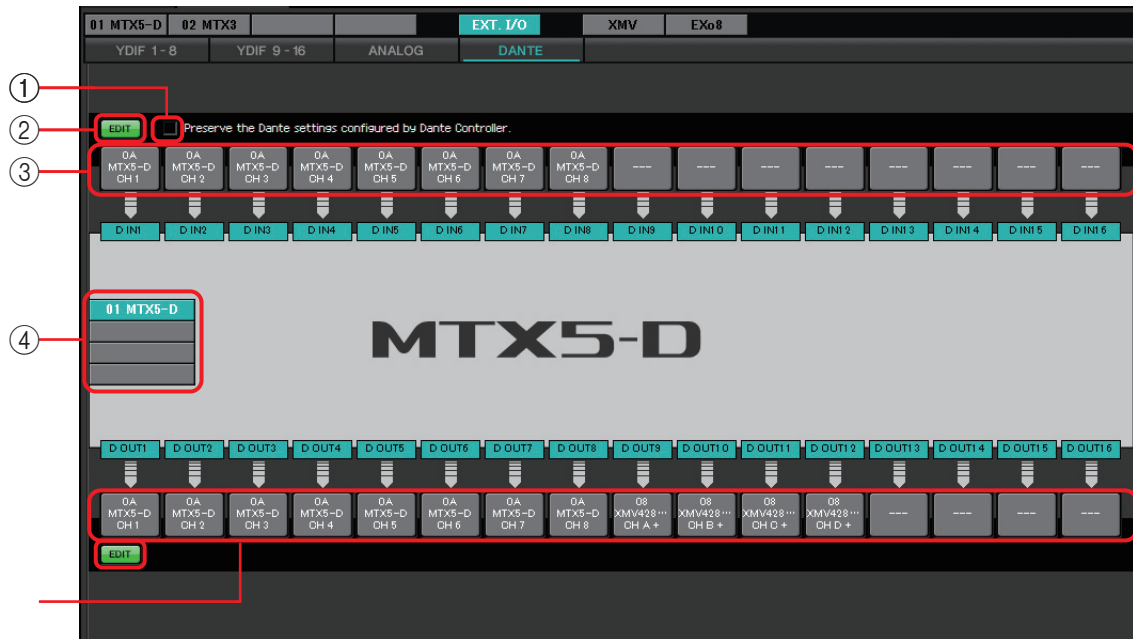 01 MTX5-D 02 MTX3 EXT. I/O XMV EXo8
YDIF 1 - 8 YDIF 9 - 16 ANALOG DANTE
①
② EDIT Preserve the Dante settings configured by Dante Controller.
③
0A 0A 0A 0A 0A 0A 0A 0A
MTX5-D MTX5-D MTX5-D MTX5-D MTX5-D MTX5-D MTX5-D MTX5-D --- --- --- --- --- --- --- ---
CH 1 CH 2 CH 3 CH 4 CH 5 CH 6 CH 7 CH 8
D IN1 D IN2 D IN3 D IN4 D IN5 D IN6 D IN7 D IN8 D IN9 D IN10 D IN11 D IN12 D IN13 D IN14 D IN15 D IN16
01 MTX5-D
④ MTX5-D
D OUT1 D OUT2 D OUT3 D OUT4 D OUT5 D OUT6 D OUT7 D OUT8 D OUT9 D OUT10 D OUT11 D OUT12 D OUT13 D OUT14 D OUT15 D OUT16
0A 0A 0A 0A 0A 0A 0A 0A 08 08 08 08
MTX5-D MTX5-D MTX5-D MTX5-D MTX5-D MTX5-D MTX5-D MTX5-D XMV428... XMV428... XMV428... XMV428... --- --- --- ---
CH 1 CH 2 CH 3 CH 4 CH 5 CH 6 CH 7 CH 8 CH A + CH B + CH C + CH D +
EDIT